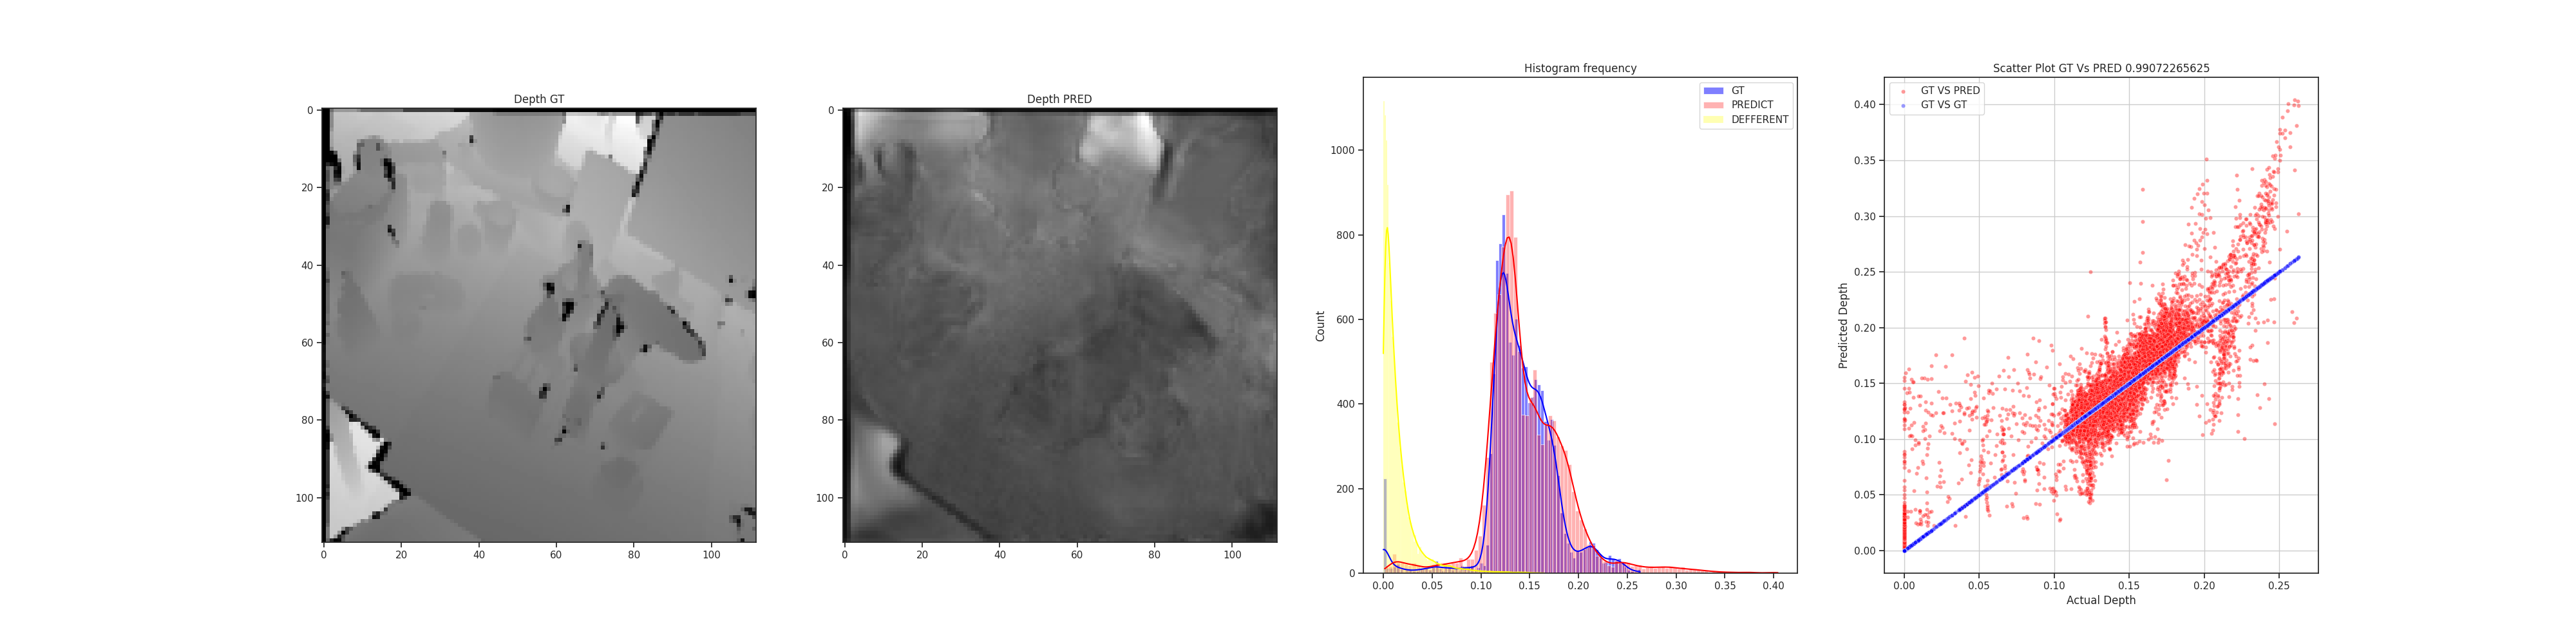 Depth GT
0
20
40
60
80
100
0 20 40 60 80 100
Depth PRED
0
20
40
60
80
100
0 20 40 60 80 100
Histogram frequency
GT
PREDICT
DEFFERENT
Count
1000
800
600
400
200
0
0.00 0.05 0.10 0.15 0.20 0.25 0.30 0.35 0.40
Scatter Plot GT Vs PRED 0.99072265625
GT VS PRED
GT VS GT
Predicted Depth
0.40
0.35
0.30
0.25
0.20
0.15
0.10
0.05
0.00
0.00 0.05 0.10 0.15 0.20 0.25
Actual Depth